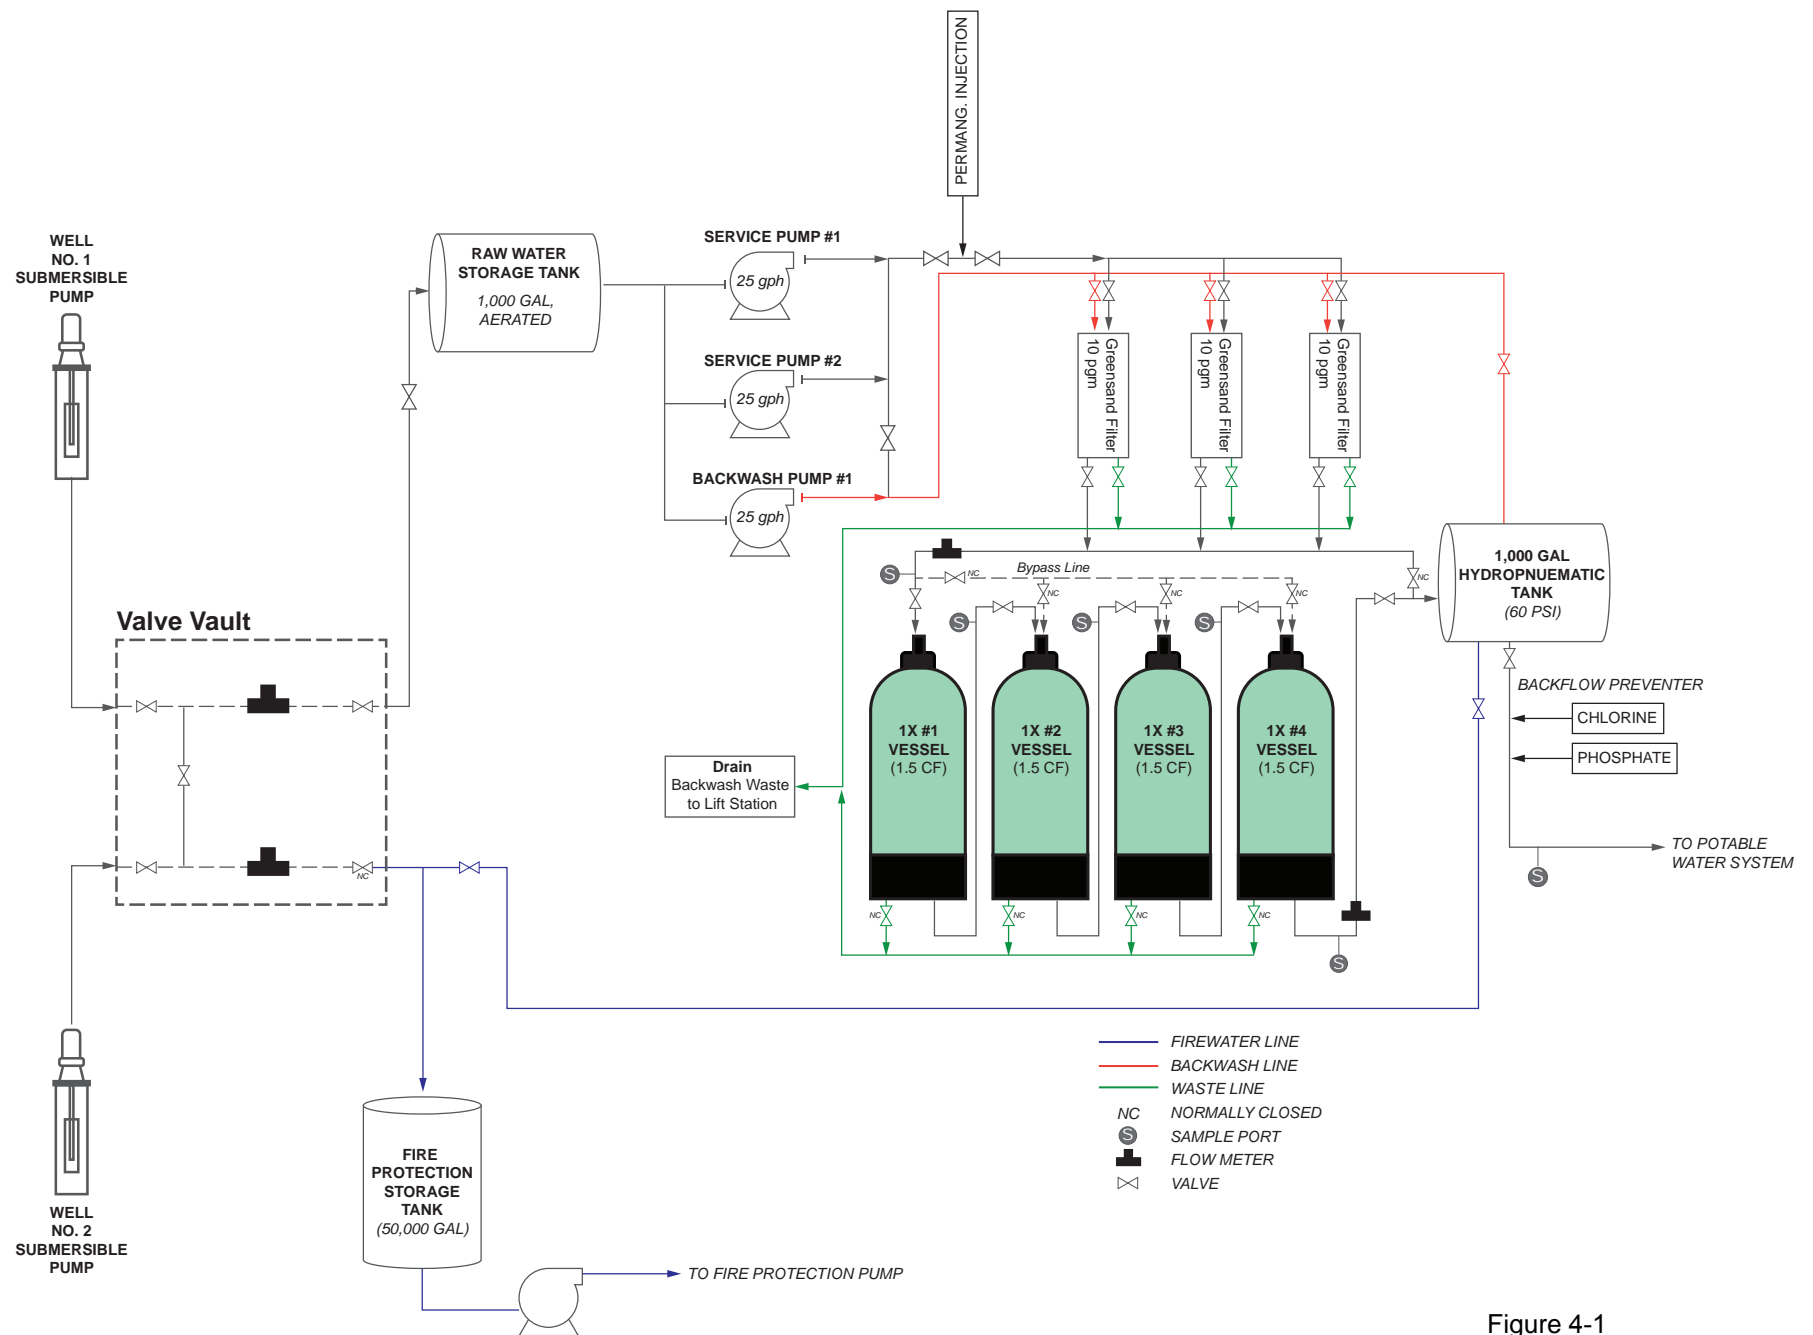 PERMANG. INJECTION
WELL
NO. 1
SUBMERSIBLE
PUMP
RAW WATER
STORAGE TANK
1,000 GAL,
AERATED
SERVICE PUMP #1
25 gph
SERVICE PUMP #2
25 gph
BACKWASH PUMP #1
25 gph
Greensand Filter
10 pgm
Greensand Filter
10 pgm
Greensand Filter
10 pgm
1,000 GAL
HYDROPNUEMATIC
TANK
(60 PSI)
S
NC
Bypass Line
NC
NC
NC
NC
S
S
S
Valve Vault
BACKFLOW PREVENTER
CHLORINE
PHOSPHATE
1X #1
VESSEL
(1.5 CF)
1X #2
VESSEL
(1.5 CF)
1X #3
VESSEL
(1.5 CF)
1X #4
VESSEL
(1.5 CF)
Drain
Backwash Waste
to Lift Station
TO POTABLE
WATER SYSTEM
S
NC
NC
NC
NC
NC
S
FIREWATER LINE
BACKWASH LINE
WASTE LINE
NC NORMALLY CLOSED
S SAMPLE PORT
FLOW METER
VALVE
FIRE
PROTECTION
STORAGE
TANK
(50,000 GAL)
WELL
NO. 2
SUBMERSIBLE
PUMP
TO FIRE PROTECTION PUMP
Figure 4-1